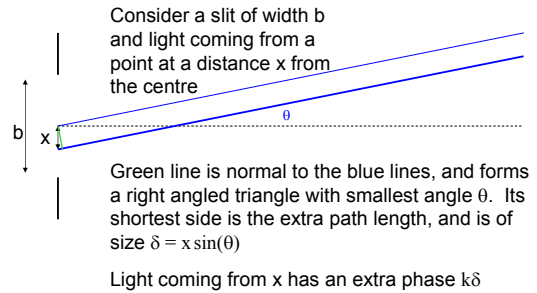 Consider a slit of width b
and light coming from a
point at a distance x from
the centre
θ
b
x
Green line is normal to the blue lines, and forms
a right angled triangle with smallest angle θ. Its
shortest side is the extra path length, and is of
size δ = x sin(θ)
Light coming from x has an extra phase kδ